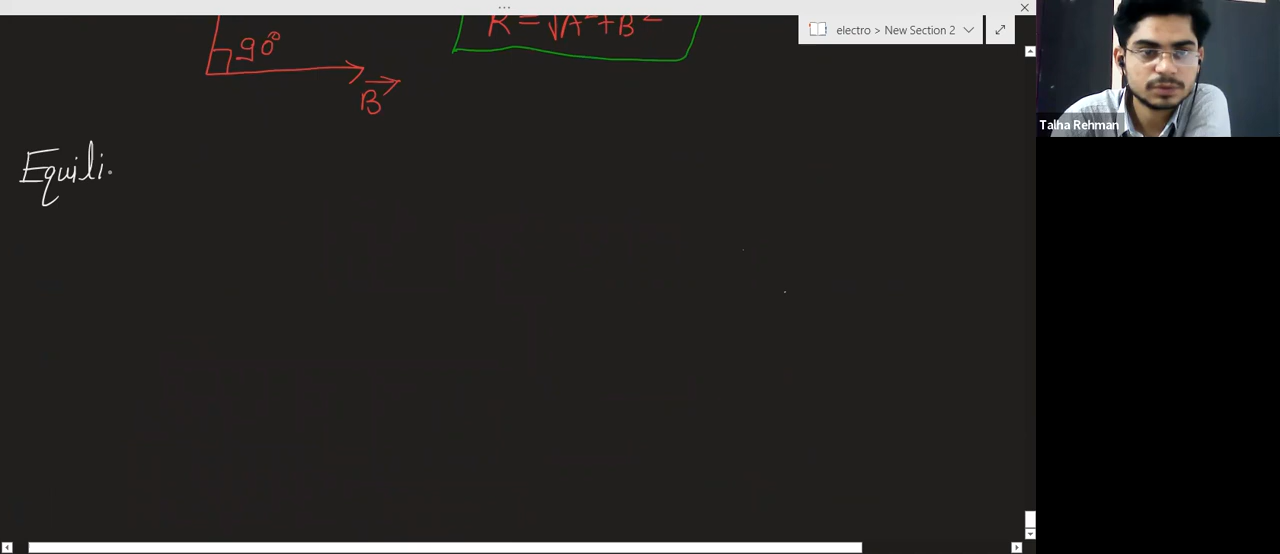 R = √A² + B²
electro > New Section 2
90°
B
Talha Rehman
Equili